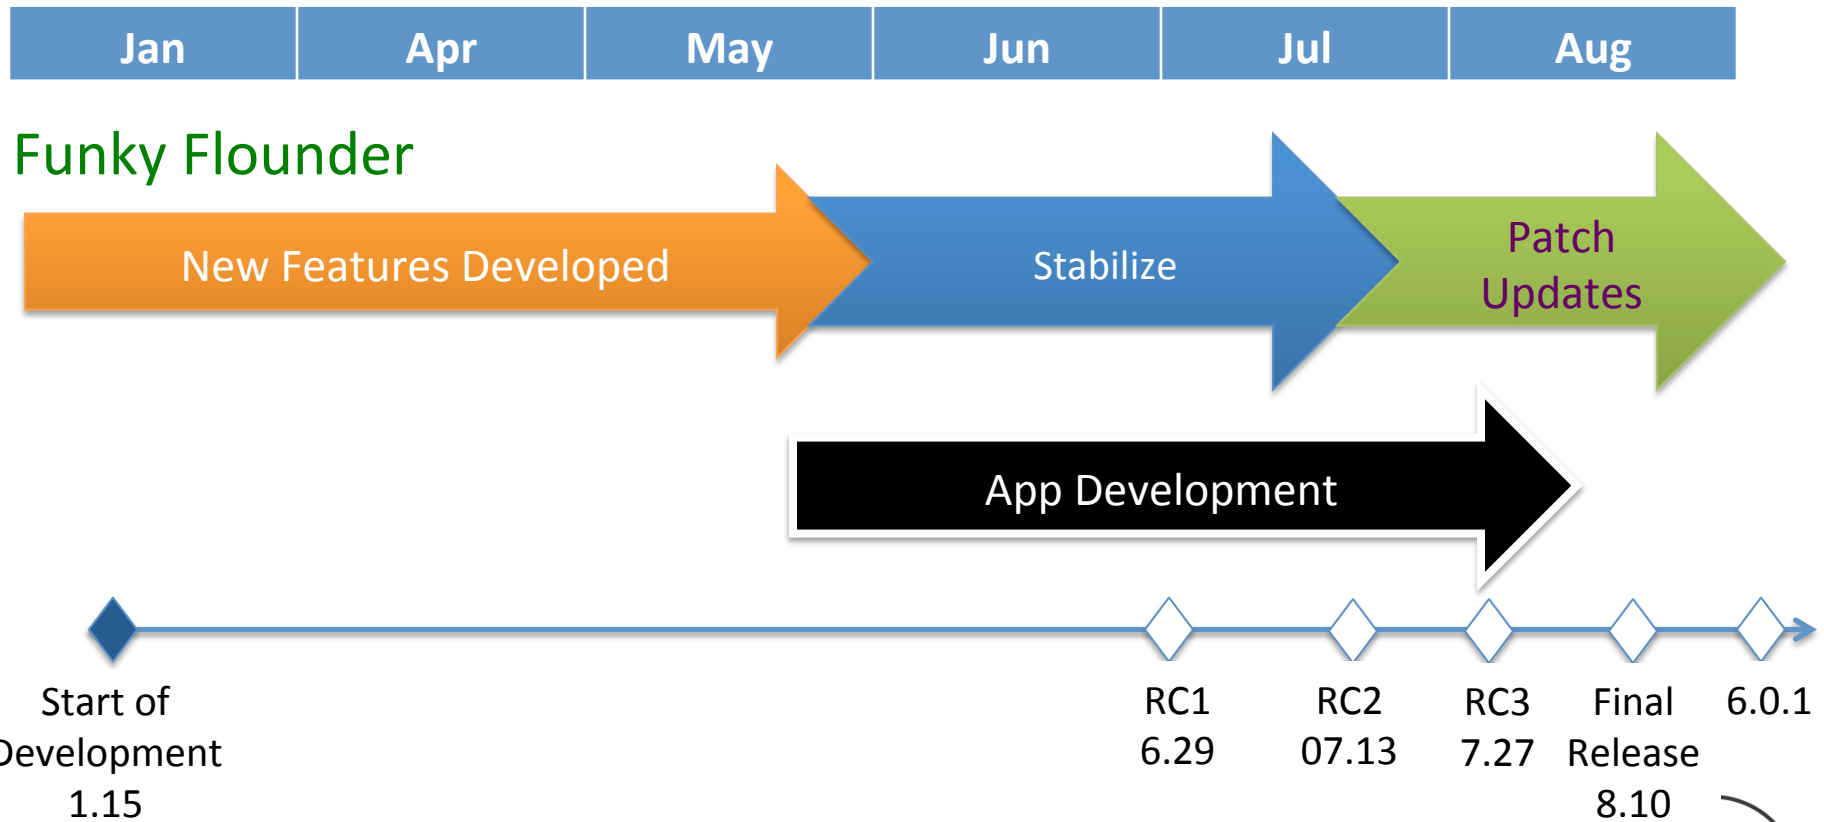 Jan Apr May Jun Jul Aug
Funky Flounder
New Features Developed
Stabilize
Patch
Updates
App Development
Start of
Development
1.15
RC1
6.29
RC2
07.13
RC3
7.27
Final
Release
8.10
6.0.1